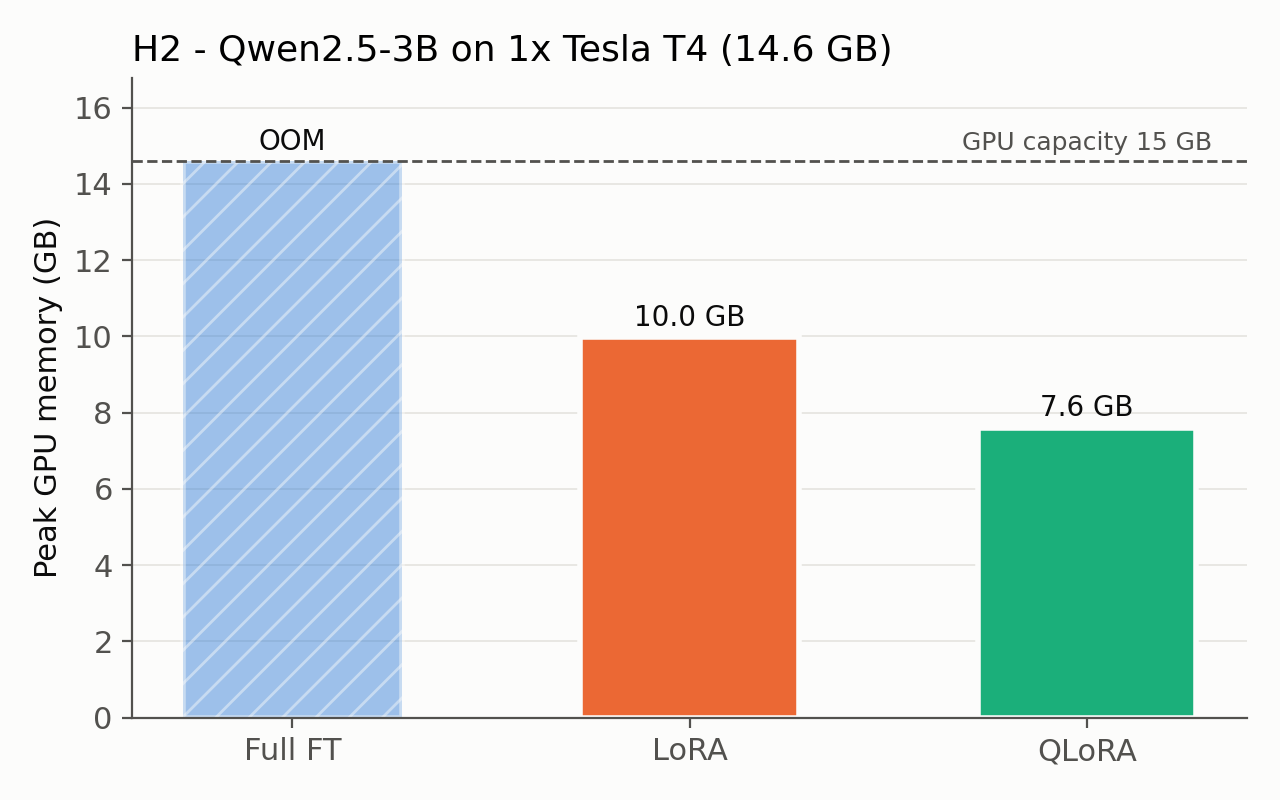 H2 - Qwen2.5-3B on 1x Tesla T4 (14.6 GB)
Peak GPU memory (GB)
16
14
12
10
8
6
4
2
0
OOM
GPU capacity 15 GB
10.0 GB
7.6 GB
Full FT
LoRA
QLoRA